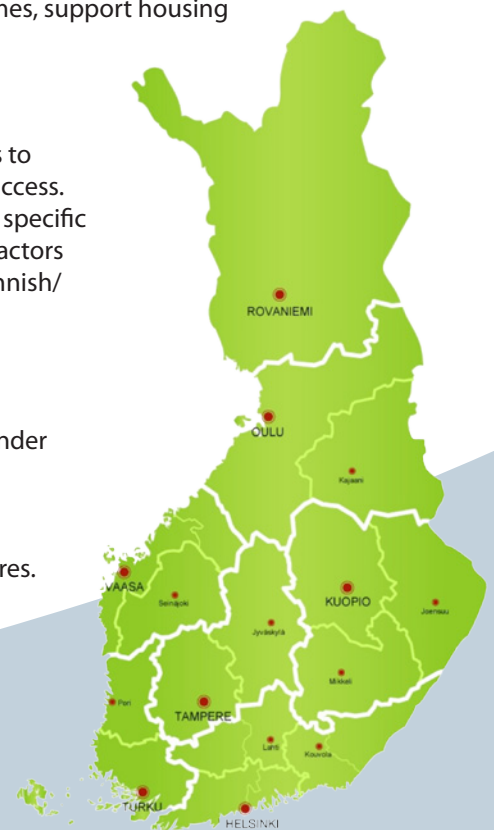 nes, support housing
s to
ccess.
specific
actors
nnish/
nder
res.
ROVANIEMI
OULU
Kajaani
VAASA
Seinäjoki
KUOPIO
Joensuu
Jyväskylä
Mikkeli
Pori
TAMPERE
Lahti
Kouvola
TURKU
HELSINKI